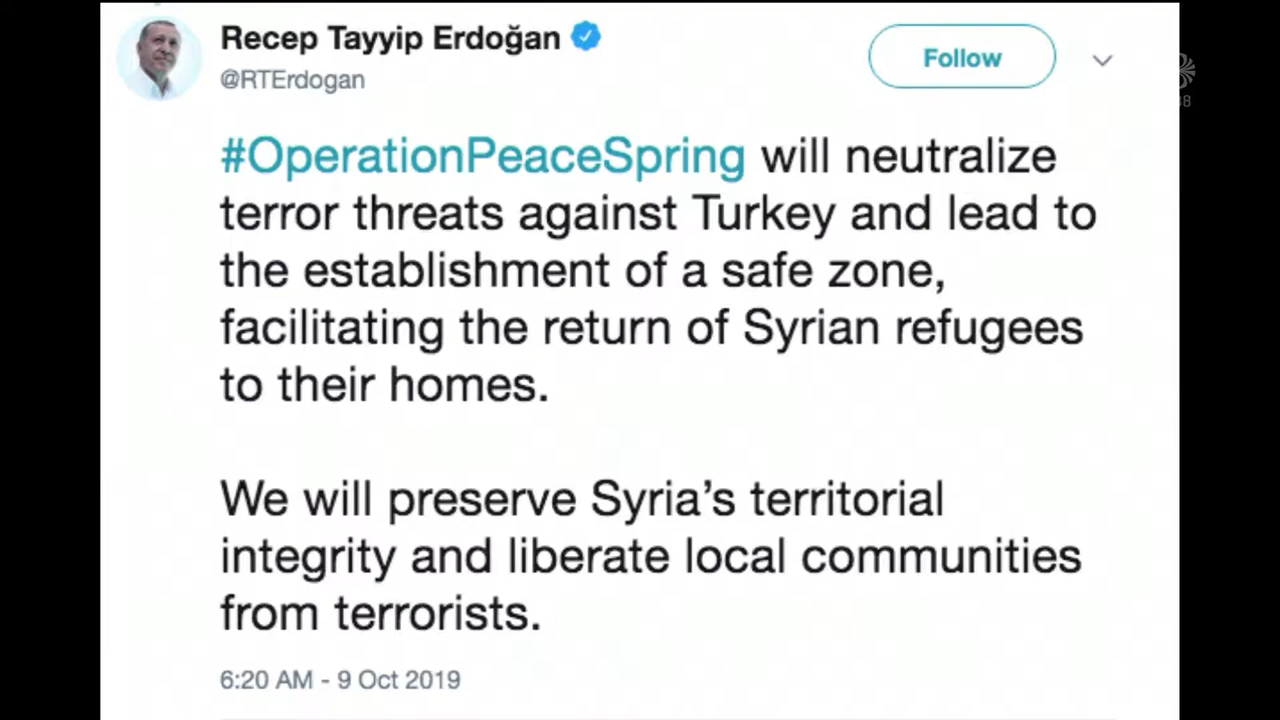 Recep Tayyip Erdoğan
@RTErdogan
Follow
#OperationPeaceSpring will neutralize
terror threats against Turkey and lead to
the establishment of a safe zone,
facilitating the return of Syrian refugees
to their homes.
We will preserve Syria’s territorial
integrity and liberate local communities
from terrorists.
6:20 AM - 9 Oct 2019